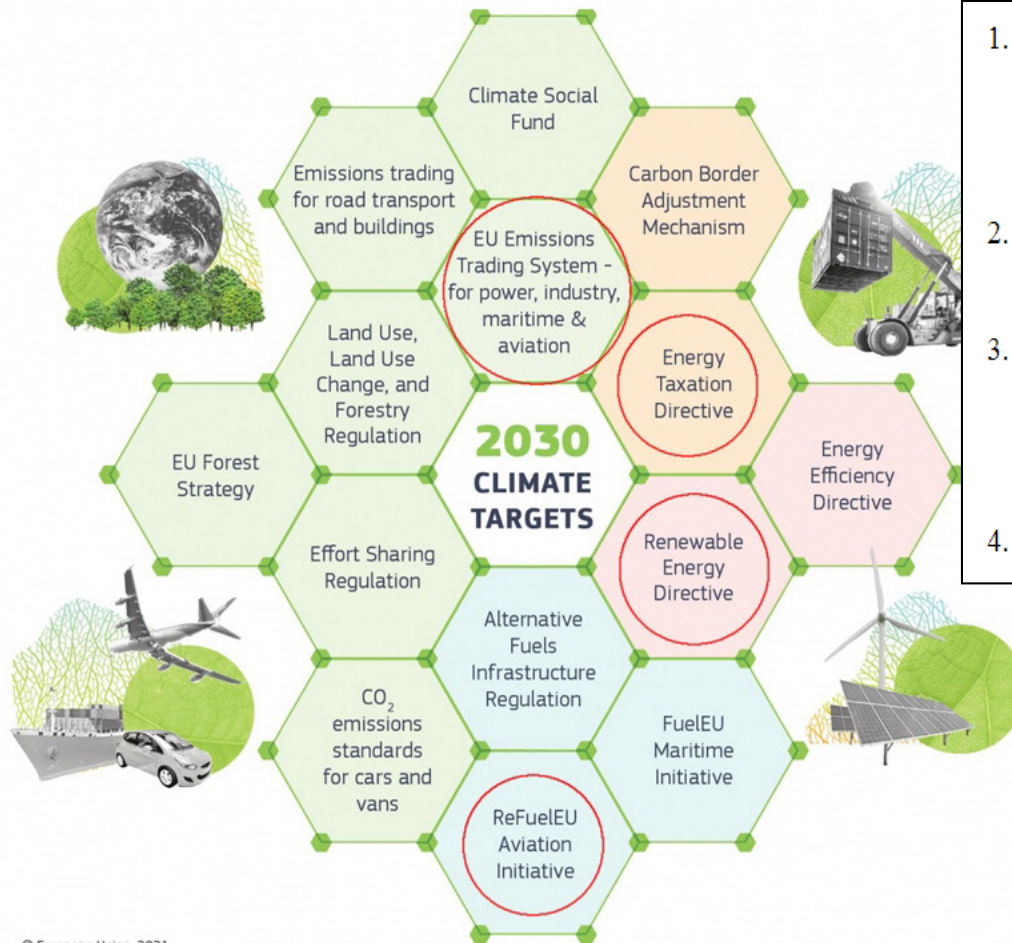 Climate Social
Fund
Emissions trading
for road transport
and buildings
Carbon Border
Adjustment
Mechanism
EU Emissions
Trading System -
for power, industry,
maritime &
aviation
Land Use,
Land Use
Change, and
Forestry
Regulation
Energy
Taxation
Directive
EU Forest
Strategy
2030
CLIMATE
TARGETS
Energy
Efficiency
Directive
Effort Sharing
Regulation
Renewable
Energy
Directive
Alternative
Fuels
Infrastructure
Regulation
CO₂
emissions
standards
for cars and
vans
FuelEU
Maritime
Initiative
ReFuelEU
Aviation
Initiative
© European Union, 2021
1.
2.
3.
4.